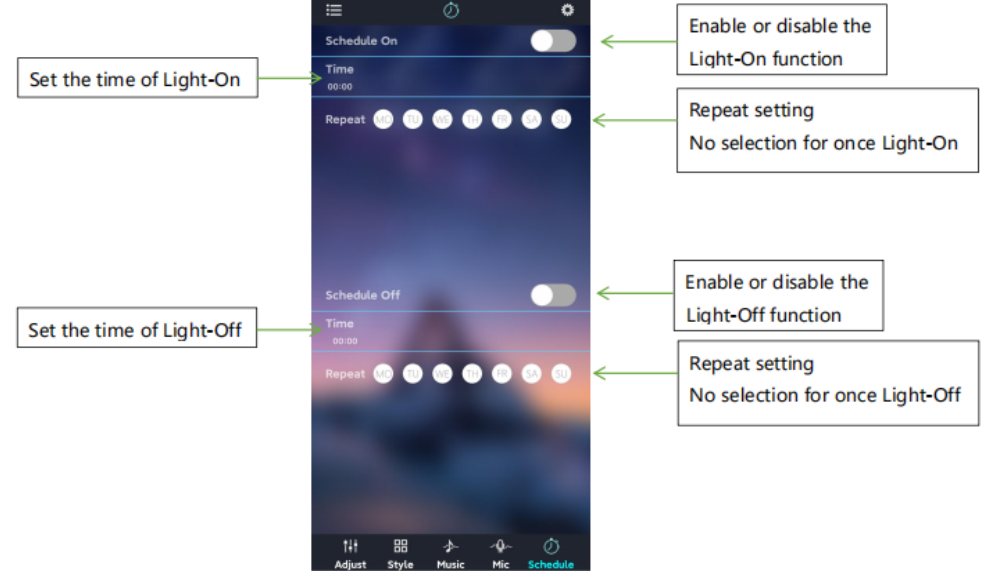 Schedule On
Time
00:00
Repeat MO TU WE TH FR SA SU
Schedule Off
Time
00:00
Repeat MO TU WE TH FR SA SU
Adjust Style Music Mic Schedule
Set the time of Light-On
Set the time of Light-Off
Enable or disable the
Light-On function
Repeat setting
No selection for once Light-On
Enable or disable the
Light-Off function
Repeat setting
No selection for once Light-Off